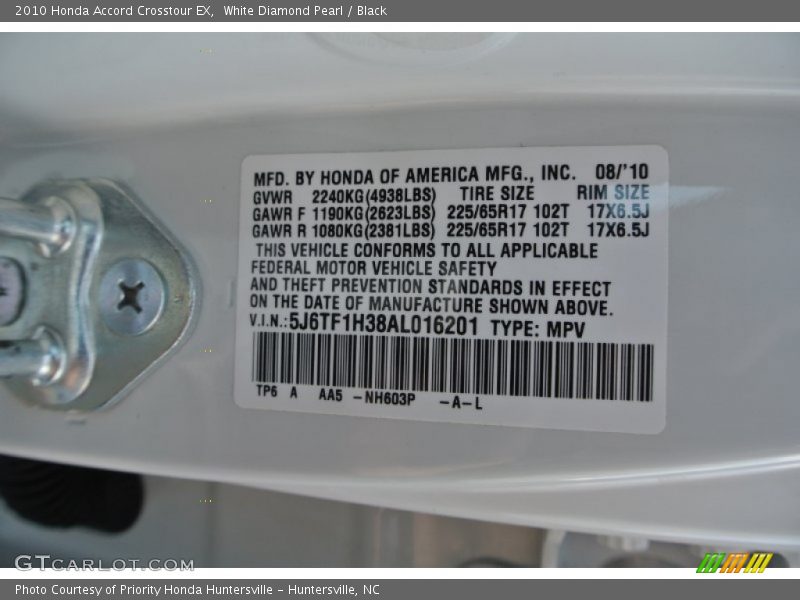 2010 Honda Accord Crosstour EX,  White Diamond Pearl / Black
MFD. BY HONDA OF AMERICA MFG., INC.  08/'10
GVWR  2240KG(4938LBS)  TIRE SIZE  RIM SIZE
GAWR F 1190KG(2623LBS) 225/65R17 102T  17X6.5J
GAWR R 1080KG(2381LBS) 225/65R17 102T  17X6.5J
THIS VEHICLE CONFORMS TO ALL APPLICABLE
FEDERAL MOTOR VEHICLE SAFETY
AND THEFT PREVENTION STANDARDS IN EFFECT
ON THE DATE OF MANUFACTURE SHOWN ABOVE.
V.I.N.:5J6TF1H38AL016201  TYPE: MPV
TP6  A  AA5  -NH603P  -A-L
GTCarLot.com
Photo Courtesy of Priority Honda Huntersville - Huntersville, NC